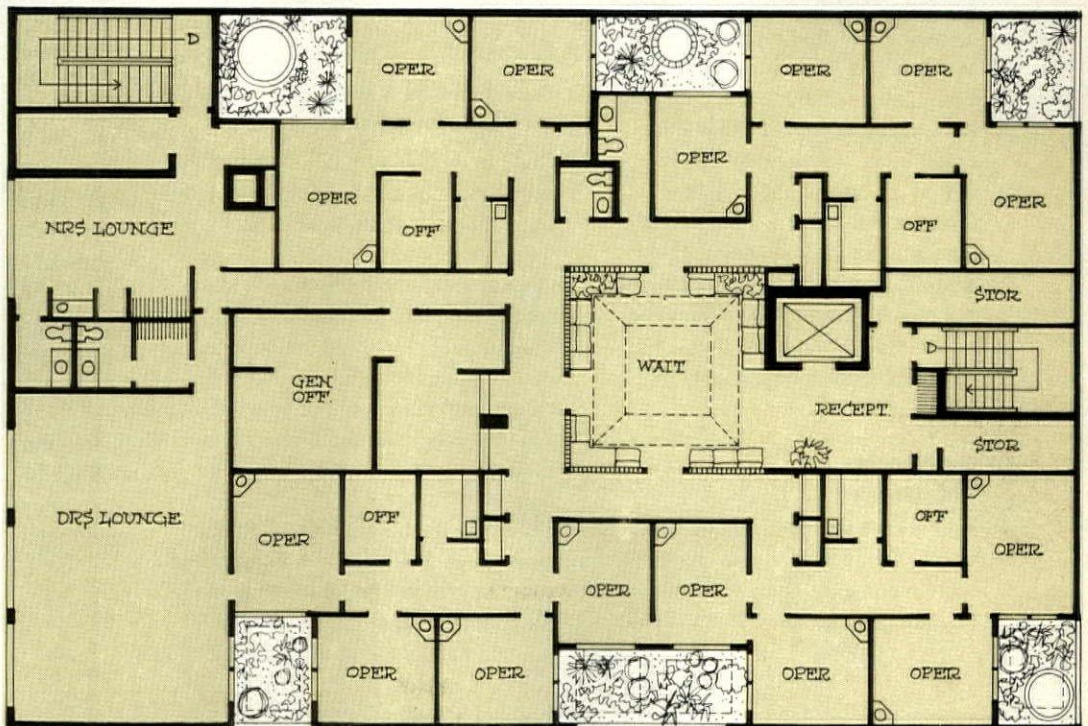 D
OPER
OPER
OPER
OPER
OPER
OPER
OFF
NRS LOUNGE
OFF
OPER
STOR
WAIT
D
GEN
OFF.
RECEPT.
STOR
DRS LOUNGE
OPER
OFF
OFF
OPER
OPER
OPER
OPER
OPER
OPER
OPER